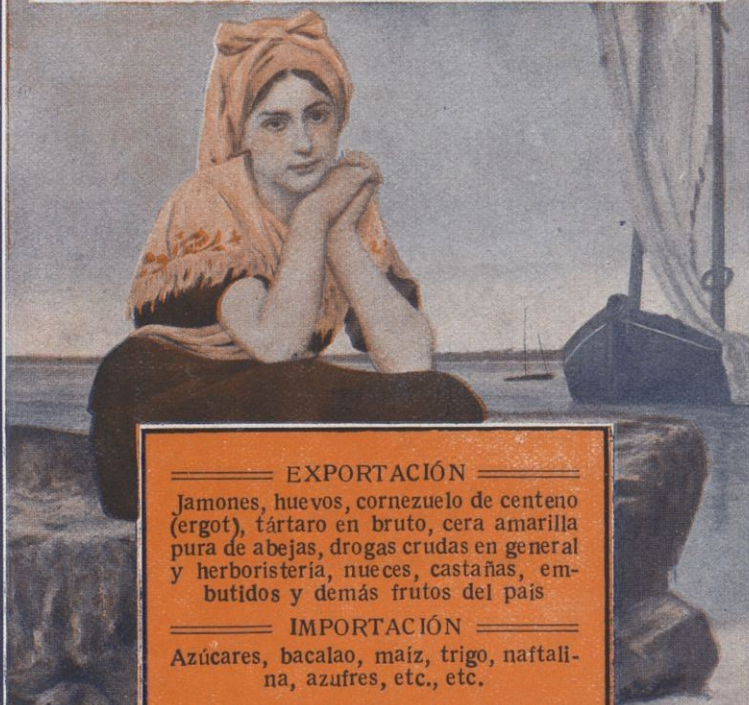 EXPORTACIÓN
Jamones, huevos, cornezuelo de centeno
(ergot), tártaro en bruto, cera amarilla
pura de abejas, drogas crudas en general
y herboristería, nueces, castañas, em-
butidos y demás frutos del país
IMPORTACIÓN
Azúcares, bacalao, maíz, trigo, naftali-
na, azufres, etc., etc.